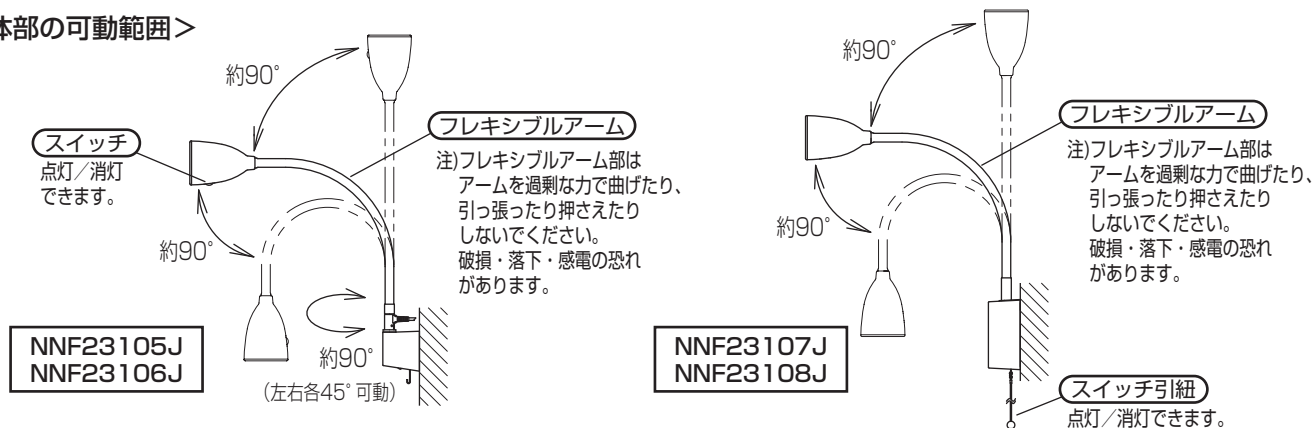 体部の可動範囲＞
約90°
スイッチ
点灯／消灯
できます。
約90°
フレキシブルアーム
注)フレキシブルアーム部は
アームを過剰な力で曲げたり、
引っ張ったり押さえたり
しないでください。
破損・落下・感電の恐れ
があります。
約90°
（左右各45°可動）
NNF23105J
NNF23106J
約90°
約90°
フレキシブルアーム
注)フレキシブルアーム部は
アームを過剰な力で曲げたり、
引っ張ったり押さえたり
しないでください。
破損・落下・感電の恐れ
があります。
NNF23107J
NNF23108J
スイッチ引紐
点灯／消灯できます。